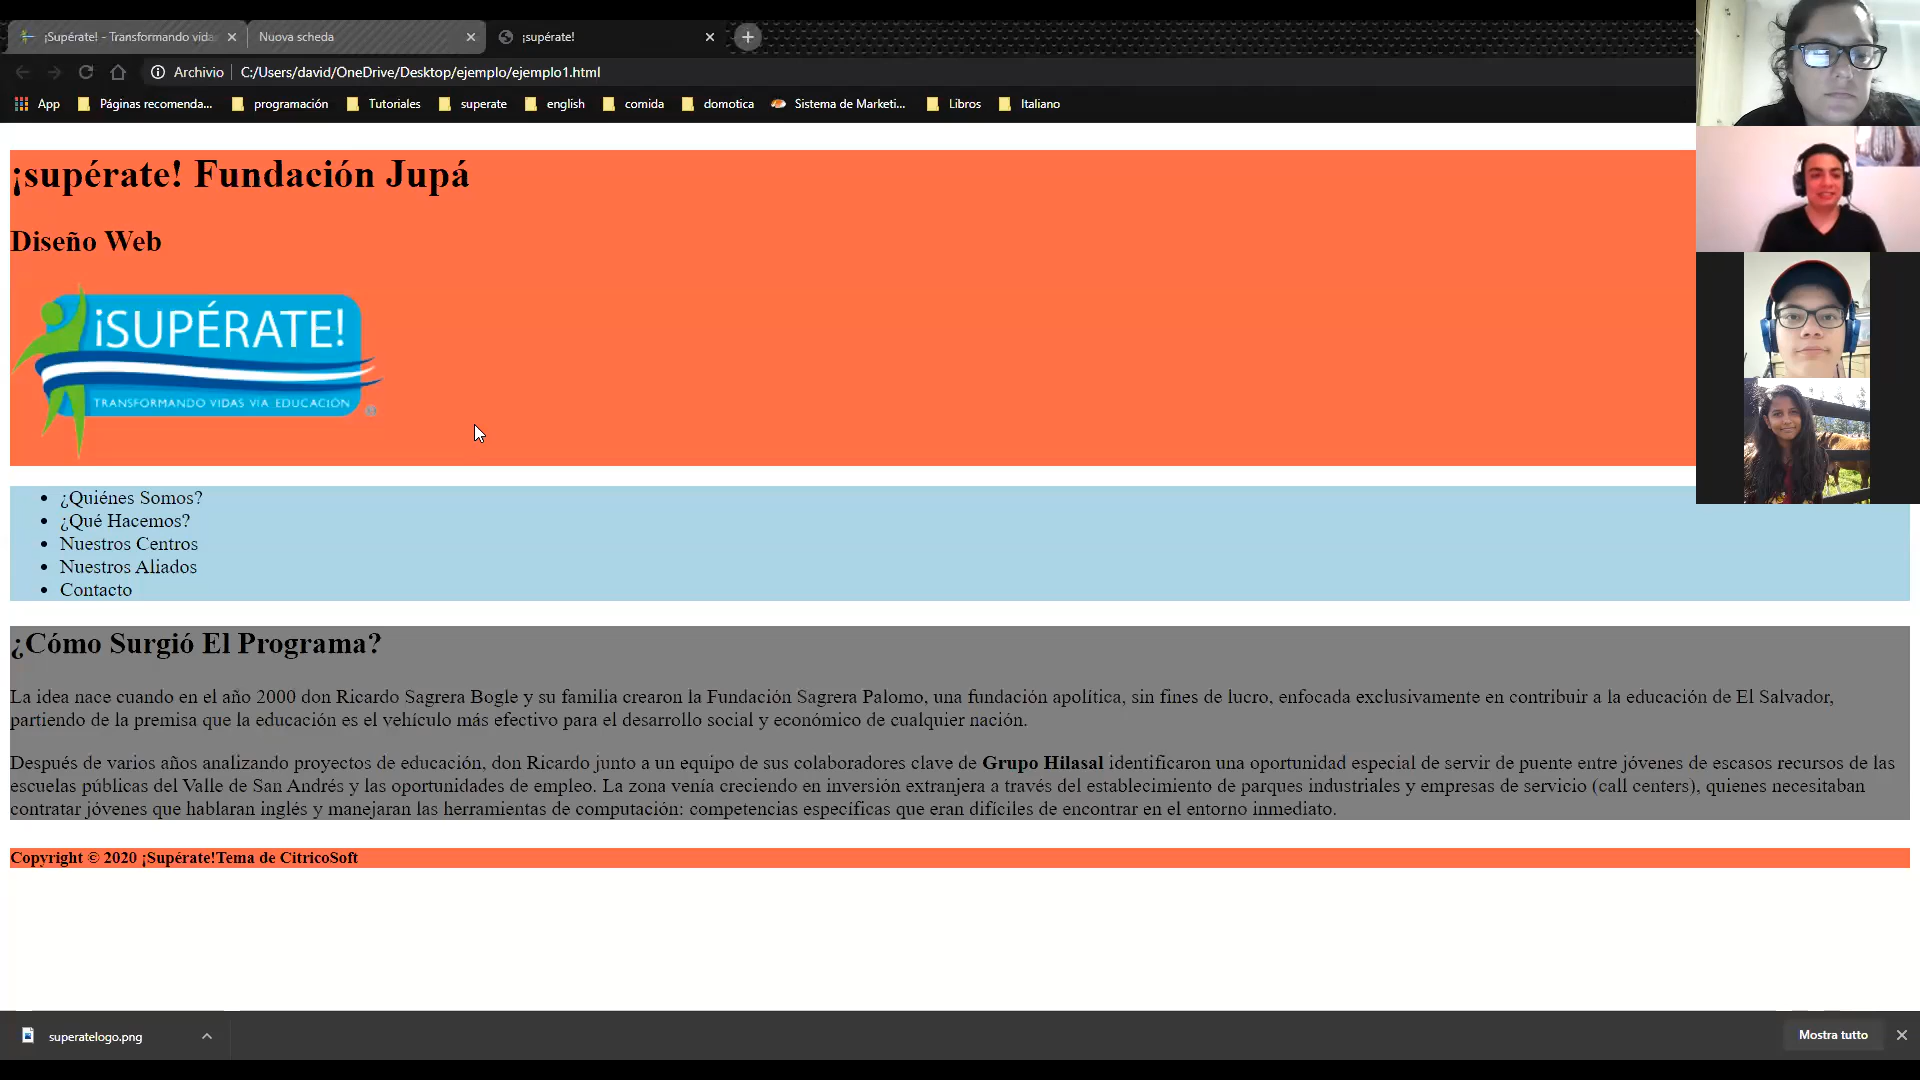 ¡Supérate! - Transformando vida
Nuova scheda
¡supérate!
Archivo
C:/Users/david/OneDrive/Desktop/ejemplo/ejemplo1.html
App
Páginas recomenda...
programación
Tutoriales
superate
english
comida
domotica
Sistema de Marketi...
Libros
Italiano
¡supérate! Fundación Jupá
Diseño Web
¡SUPÉRATE!
TRANSFORMANDO VIDAS VÍA EDUCACIÓN
®
• ¿Quiénes Somos?
• ¿Qué Hacemos?
• Nuestros Centros
• Nuestros Aliados
• Contacto
¿Cómo Surgió El Programa?
La idea nace cuando en el año 2000 don Ricardo Sagrera Bogle y su familia crearon la Fundación Sagrera Palomo, una fundación apolítica, sin fines de lucro, enfocada exclusivamente en contribuir a la educación de El Salvador,
partiendo de la premisa que la educación es el vehículo más efectivo para el desarrollo social y económico de cualquier nación.
Después de varios años analizando proyectos de educación, don Ricardo junto a un equipo de sus colaboradores clave de Grupo Hilasal identificaron una oportunidad especial de servir de puente entre jóvenes de escasos recursos de las
escuelas públicas del Valle de San Andrés y las oportunidades de empleo. La zona venía creciendo en inversión extranjera a través del establecimiento de parques industriales y empresas de servicio (call centers), quienes necesitaban
contratar jóvenes que hablaran inglés y manejaran las herramientas de computación: competencias específicas que eran difíciles de encontrar en el entorno inmediato.
Copyright © 2020 ¡Supérate!Tema de CitricoSoft
superatelogo.png
Mostra tutto